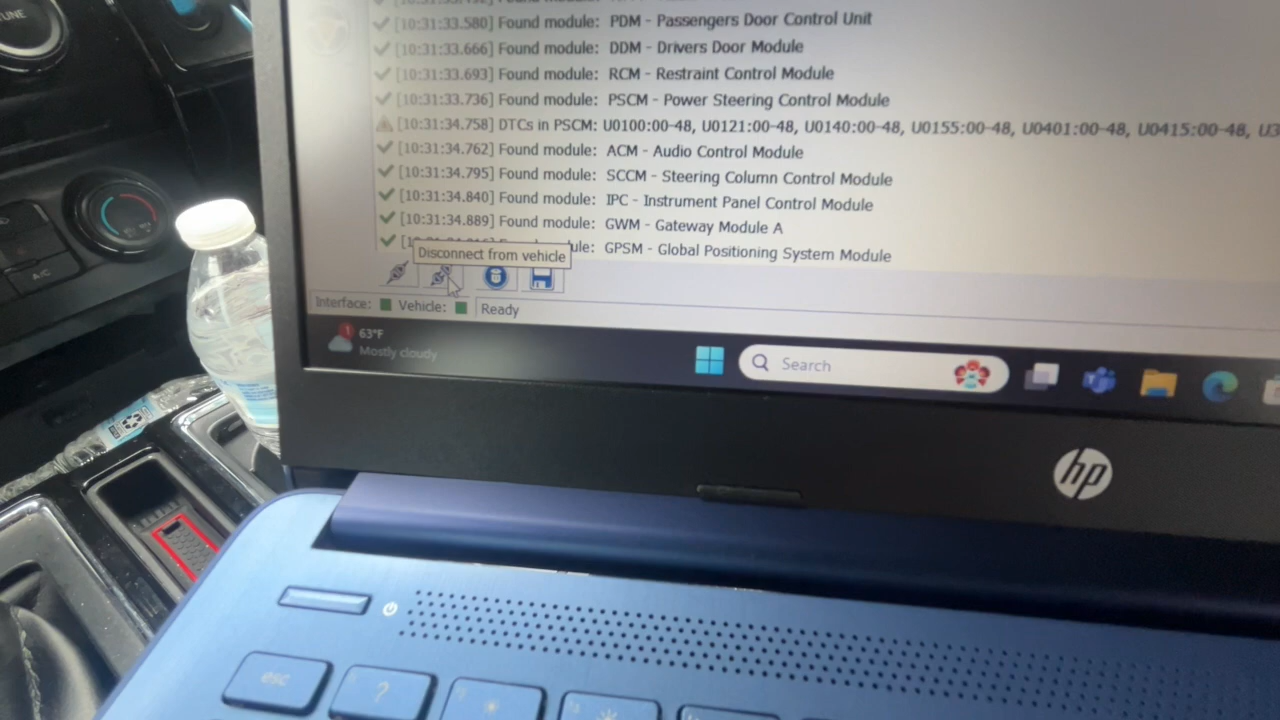 TUNE
[10:31:33.580] Found module: PDM - Passengers Door Control Unit
[10:31:33.666] Found module: DDM - Drivers Door Module
[10:31:33.693] Found module: RCM - Restraint Control Module
[10:31:33.736] Found module: PSCM - Power Steering Control Module
[10:31:34.758] DTCs in PSCM: U0100:00-48, U0121:00-48, U0140:00-48, U0155:00-48, U0401:00-48, U0415:00-48, U3
[10:31:34.762] Found module: ACM - Audio Control Module
[10:31:34.795] Found module: SCCM - Steering Column Control Module
[10:31:34.840] Found module: IPC - Instrument Panel Control Module
[10:31:34.889] Found module: GWM - Gateway Module A
GPSM - Global Positioning System Module
Disconnect from vehicle
Interface: Vehicle: Ready
1
63°F
Mostly cloudy
Search
A/C
hp
esc
?